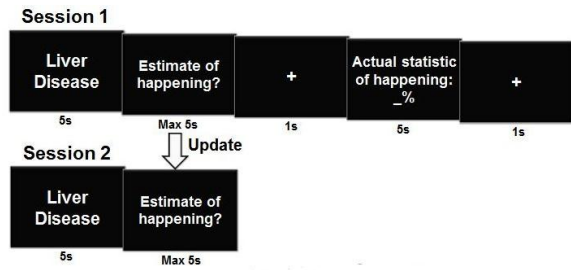 Session 1
Liver
Disease
Estimate of
happening?
+
Actual statistic
of happening:
_%
+
5s
Max 5s
1s
5s
1s
Update
Session 2
Liver
Disease
Estimate of
happening?
5s
Max 5s